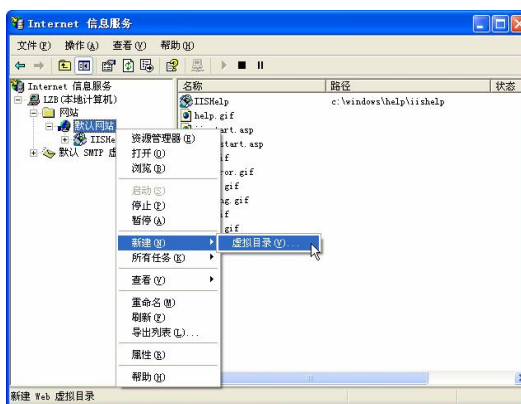 Internet 信息服务
文件(F) 操作(A) 查看(V) 帮助(H)
Internet 信息服务
LZB(本地计算机)
网站
默认网站
IISHe
默认 SMTP 虚
名称 路径 状态
IISHelp c:\windows\help\iishelp
help.gif
start.asp
start.asp
if
ror.gif
gif
ng.gif
if
gif
资源管理器(E)
打开(O)
浏览(B)
启动(S)
停止(P)
暂停(A)
新建(N)
虚拟目录(V)...
所有任务(K)
查看(V)
重命名(M)
刷新(F)
导出列表(L)...
属性(R)
帮助(H)
新建 Web 虚拟目录